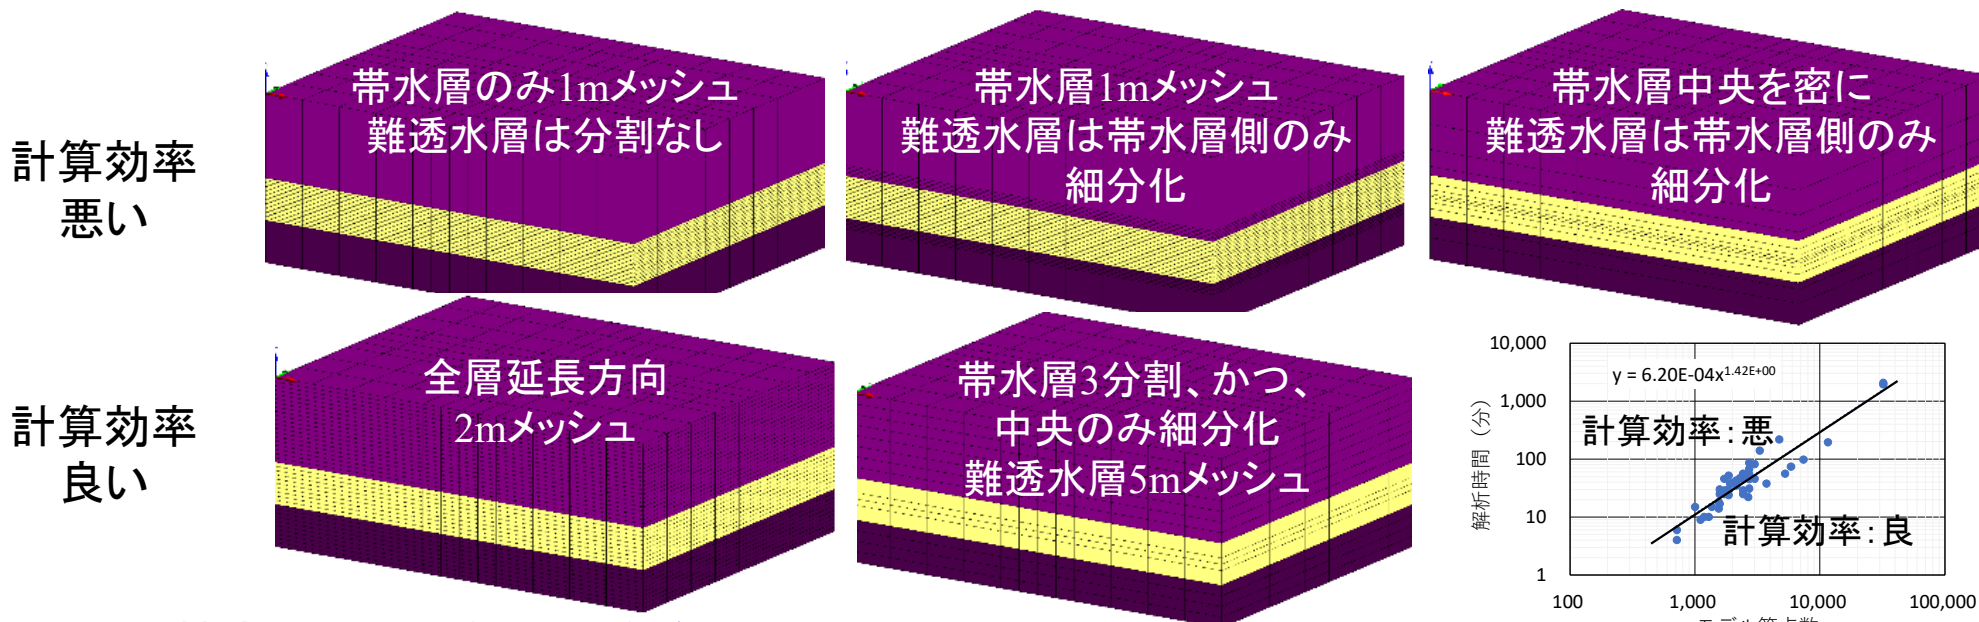 計算効率
悪い
帯水層のみ1mメッシュ
難透水層は分割なし
帯水層1mメッシュ
難透水層は帯水層側のみ
細分化
帯水層中央を密に
難透水層は帯水層側のみ
細分化
計算効率
良い
全層延長方向
2mメッシュ
帯水層3分割、かつ、
中央のみ細分化
難透水層5mメッシュ
解析時間（分）
10,000
1,000
100
10
1
y = 6.20E-04x^1.42E+00
計算効率：悪
計算効率：良
100
1,000
10,000
100,000